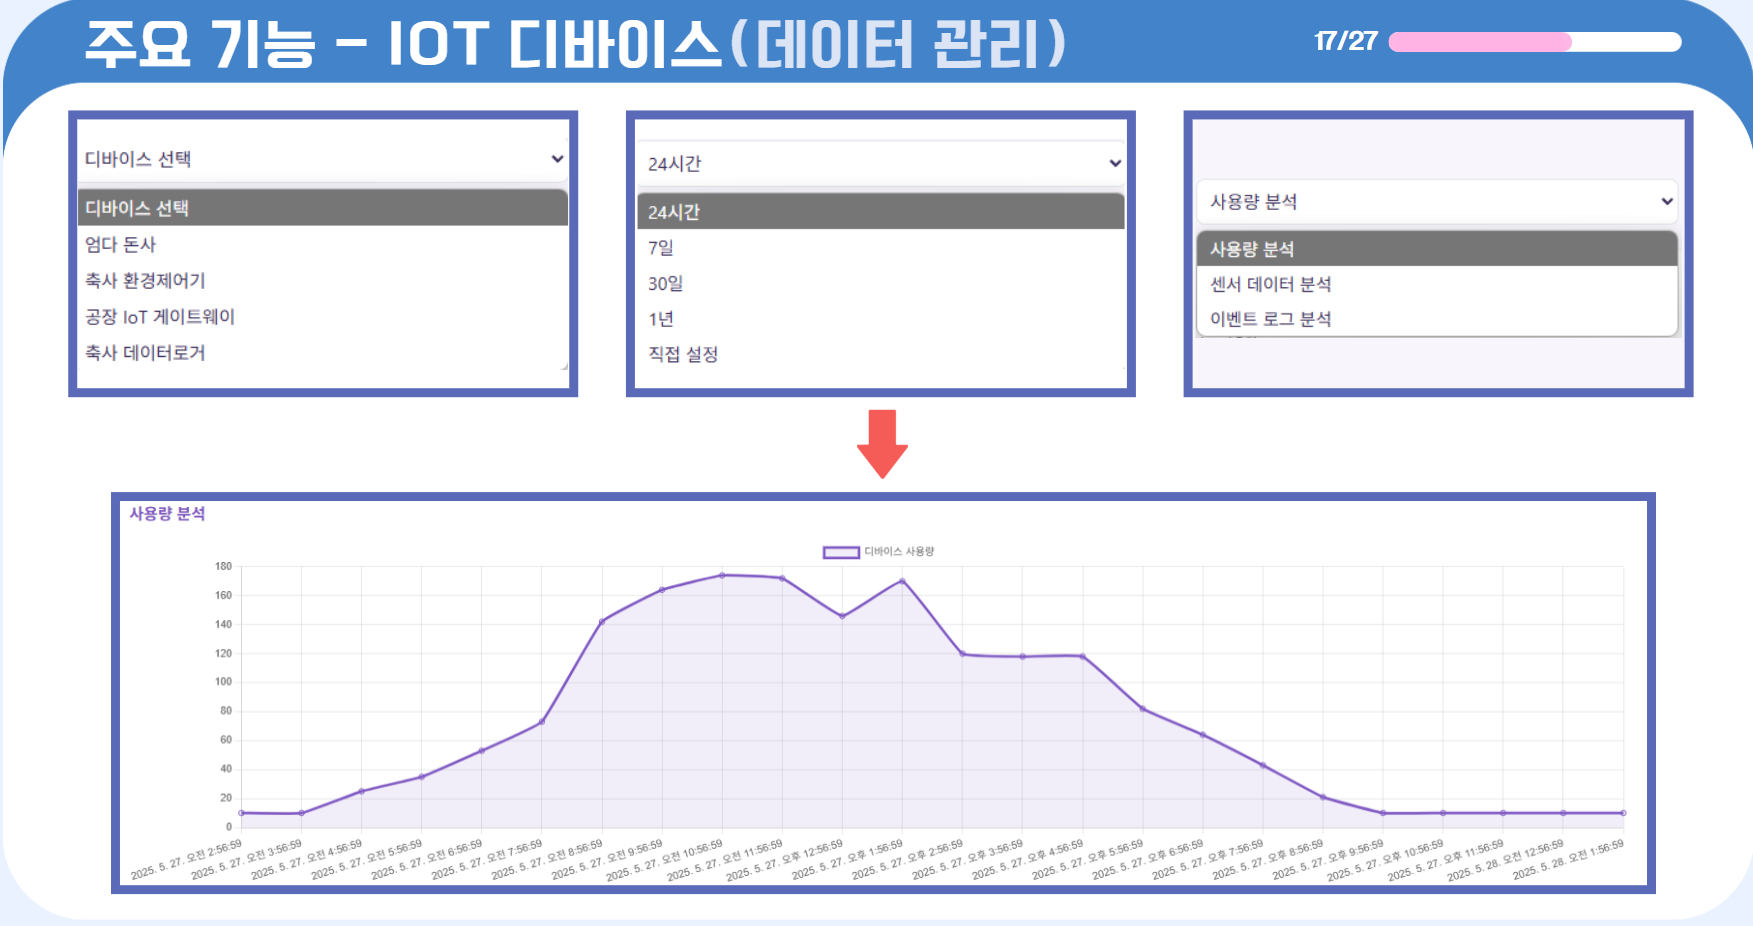 주요 기능 - IOT 디바이스(데이터 관리)
17/27
디바이스 선택
디바이스 선택
엄다 돈사
축사 환경제어기
공장 IoT 게이트웨이
축사 데이터로거
24시간
24시간
7일
30일
1년
직접 설정
사용량 분석
사용량 분석
센서 데이터 분석
이벤트 로그 분석
사용량 분석
디바이스 사용량
180
160
140
120
100
80
60
40
20
0
2025. 5. 27. 오전 2:56:59
2025. 5. 27. 오전 3:56:59
2025. 5. 27. 오전 4:56:59
2025. 5. 27. 오전 5:56:59
2025. 5. 27. 오전 6:56:59
2025. 5. 27. 오전 7:56:59
2025. 5. 27. 오전 8:56:59
2025. 5. 27. 오전 9:56:59
2025. 5. 27. 오전 10:56:59
2025. 5. 27. 오전 11:56:59
2025. 5. 27. 오후 12:56:59
2025. 5. 27. 오후 1:56:59
2025. 5. 27. 오후 2:56:59
2025. 5. 27. 오후 3:56:59
2025. 5. 27. 오후 4:56:59
2025. 5. 27. 오후 5:56:59
2025. 5. 27. 오후 6:56:59
2025. 5. 27. 오후 7:56:59
2025. 5. 27. 오후 8:56:59
2025. 5. 27. 오후 9:56:59
2025. 5. 27. 오후 10:56:59
2025. 5. 27. 오후 11:56:59
2025. 5. 28. 오전 12:56:59
2025. 5. 28. 오전 1:56:59